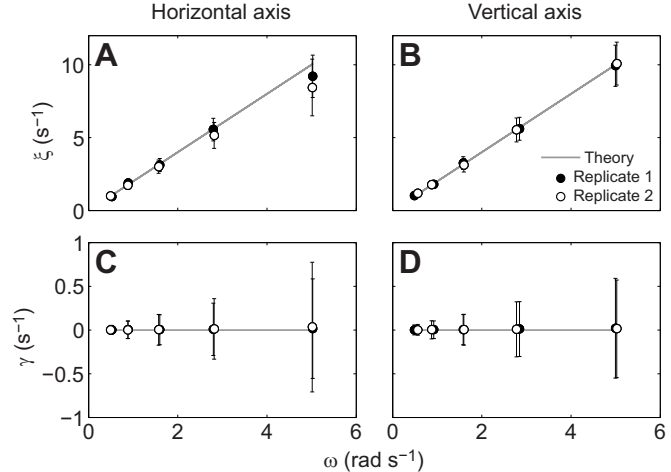 Horizontal axis
Vertical axis
A
B
10
5
0
ξ (s⁻¹)
Theory
Replicate 1
Replicate 2
C
D
1
0.5
0
−0.5
−1
γ (s⁻¹)
0 2 4 6
0 2 4 6
ω (rad s⁻¹)